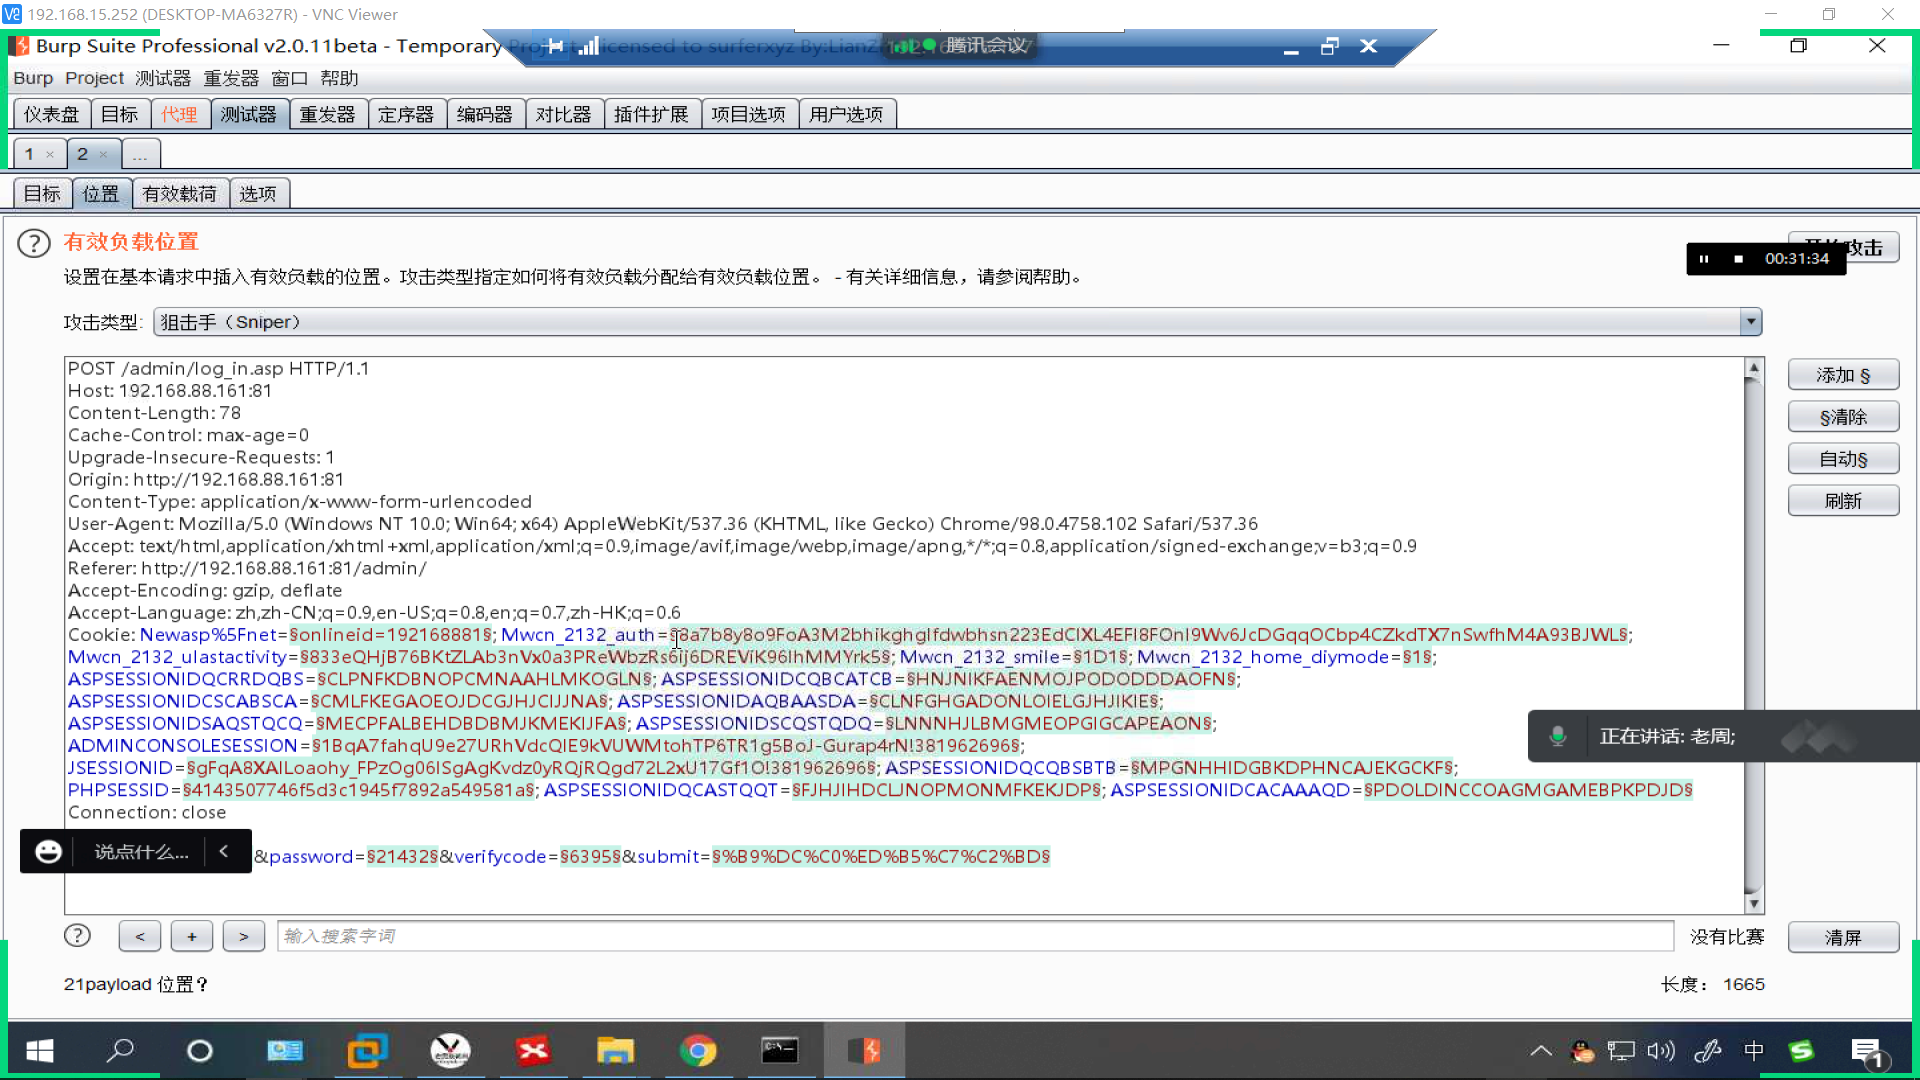 192.168.15.252 (DESKTOP-MA6327R) - VNC Viewer
Burp Suite Professional v2.0.11beta - Temporary Project - licensed to surferxyz By:LianZ
腾讯会议
Burp Project 测试器 重发器 窗口 帮助
仪表盘 目标 代理 测试器 重发器 定序器 编码器 对比器 插件扩展 项目选项 用户选项
1 × 2 × ...
目标 位置 有效载荷 选项
? 有效负载位置
攻击
00:31:34
设置在基本请求中插入有效负载的位置。攻击类型指定如何将有效负载分配给有效负载位置。 - 有关详细信息，请参阅帮助。
攻击类型: 狙击手（Sniper）
POST /admin/log_in.asp HTTP/1.1
Host: 192.168.88.161:81
Content-Length: 78
Cache-Control: max-age=0
Upgrade-Insecure-Requests: 1
Origin: http://192.168.88.161:81
Content-Type: application/x-www-form-urlencoded
User-Agent: Mozilla/5.0 (Windows NT 10.0; Win64; x64) AppleWebKit/537.36 (KHTML, like Gecko) Chrome/98.0.4758.102 Safari/537.36
Accept: text/html,application/xhtml+xml,application/xml;q=0.9,image/avif,image/webp,image/apng,*/*;q=0.8,application/signed-exchange;v=b3;q=0.9
Referer: http://192.168.88.161:81/admin/
Accept-Encoding: gzip, deflate
Accept-Language: zh,zh-CN;q=0.9,en-US;q=0.8,en;q=0.7,zh-HK;q=0.6
Cookie: Newasp%5Fnet=§onlineid=192168881§; Mwcn_2132_auth=§8a7b8y8o9FoA3M2bhikghglfdwbhsn223EdClXL4EFl8FOnI9Wv6JcDGqqOCbp4CZkdTX7nSwfhM4A93BJWL§;
Mwcn_2132_ulastactivity=§833eQHjB76BKtZLAb3nVx0a3PReWbzRs6ij6DREViK96lhMMYrk5§; Mwcn_2132_smile=§1D1§; Mwcn_2132_home_diymode=§1§;
ASPSESSIONIDQCRRDQBS=§CLPNFKDBNOPCMNAAHLMKOGLN§; ASPSESSIONIDCQBCATCB=§HNJNIKFAENMOJPODODDDAOFN§;
ASPSESSIONIDCSCABSCA=§CMLFKEGAOEOJDCGJHJCIJJNA§; ASPSESSIONIDAQBAASDA=§CLNFGHGADONLOIELGJHJIKIE§;
ASPSESSIONIDSAQSTQCQ=§MECPFALBEHDBDBMJKMEKIJFA§; ASPSESSIONIDSCQSTQDQ=§LNNNHJLBMGMEOPGIGCAPEAON§;
ADMINCONSOLESESSION=§1BqA7fahqU9e27URhVdcQlE9kVUWMtohTP6TR1g5BoJ-Gurap4rN!381962696§;
JSESSIONID=§gFqA8XAlLoaohy_FPzOg06ISgAgKvdz0yRQjRQgd72L2xU17Gf1O!381962696§; ASPSESSIONIDQCQBSBTB=§MPGNHHIDGBKDPHNCAJEKGCKF§;
PHPSESSID=§4143507746f5d3c1945f7892a549581a§; ASPSESSIONIDQCASTQQT=§FJHJIHDCLJNOPMONMFKEKJDP§; ASPSESSIONIDCACAAAQD=§PDOLDINCCOAGMGAMEBPKPDJD§
Connection: close
&password=§21432§&verifycode=§6395§&submit=§%B9%DC%C0%ED%B5%C7%C2%BD§
添加 §
§清除
自动§
刷新
正在讲话: 老周;
说点什么... <
? < + > 输入搜索字词 没有比赛 清屏
21payload 位置？ 长度： 1665
中 1